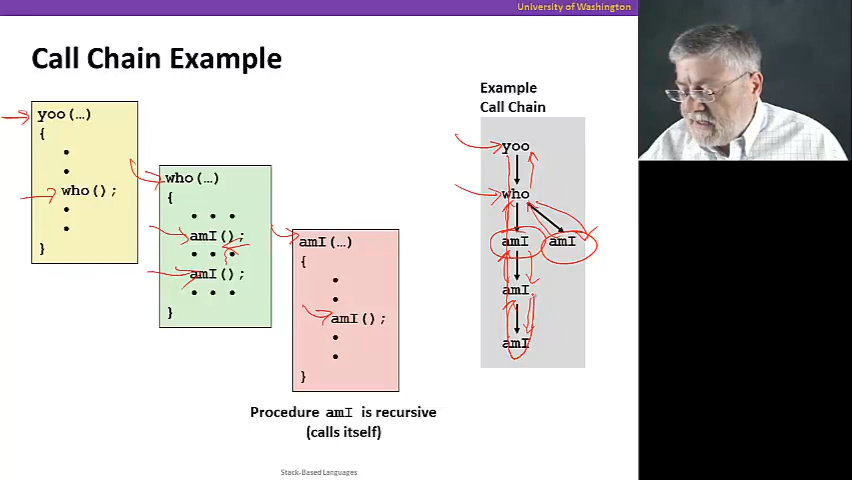 University of Washington
Call Chain Example
yoo(…)
{
•
•
who();
•
•
}
who(…)
{
• • •
amI();
• • •
amI();
• • •
}
amI(…)
{
•
•
amI();
•
•
}
Procedure amI is recursive
(calls itself)
Example
Call Chain
yoo
who
amI amI
amI
amI
Stack-Based Languages